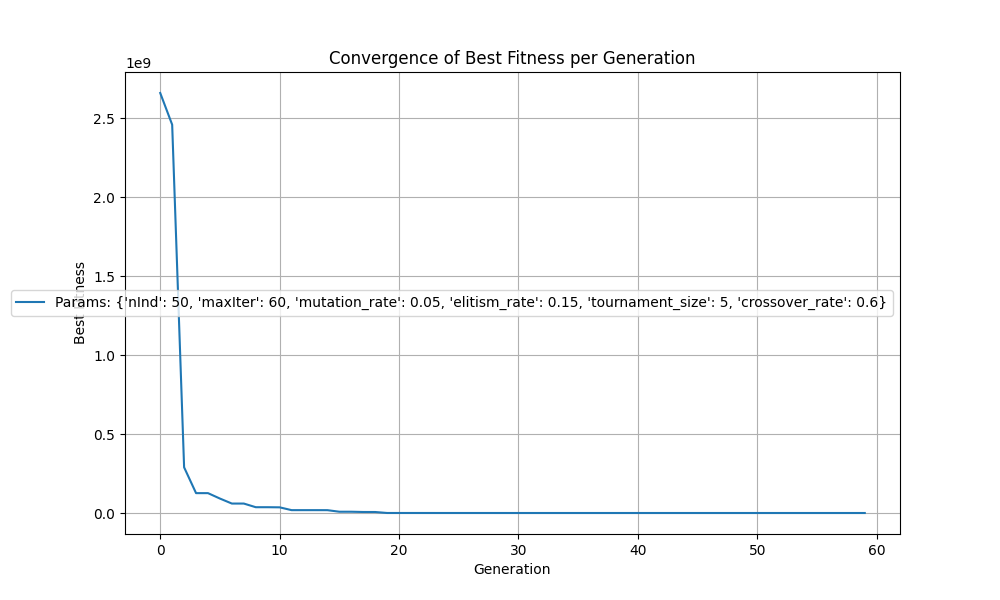 Convergence of Best Fitness per Generation
1e9
2.5
2.0
1.5
1.0
0.5
0.0
Best
Params: {'nInd': 50, 'maxIter': 60, 'mutation_rate': 0.05, 'elitism_rate': 0.15, 'tournament_size': 5, 'crossover_rate': 0.6}
0 10 20 30 40 50 60
Generation